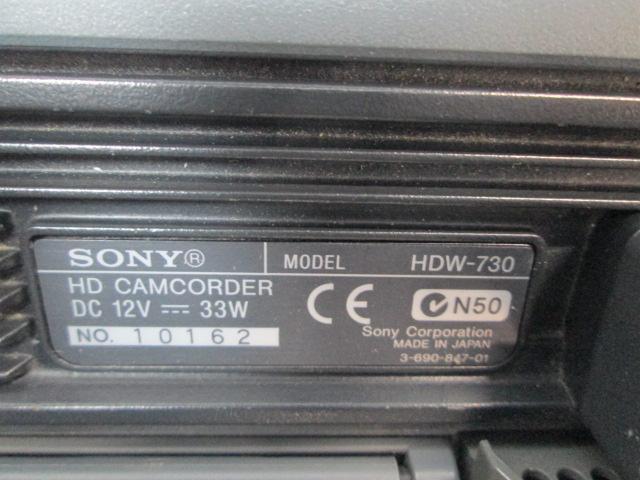 SONY® MODEL HDW-730
HD CAMCORDER
DC 12V ⎓ 33W
NO. 10162
CE
N50
Sony Corporation
MADE IN JAPAN
3-690-847-01